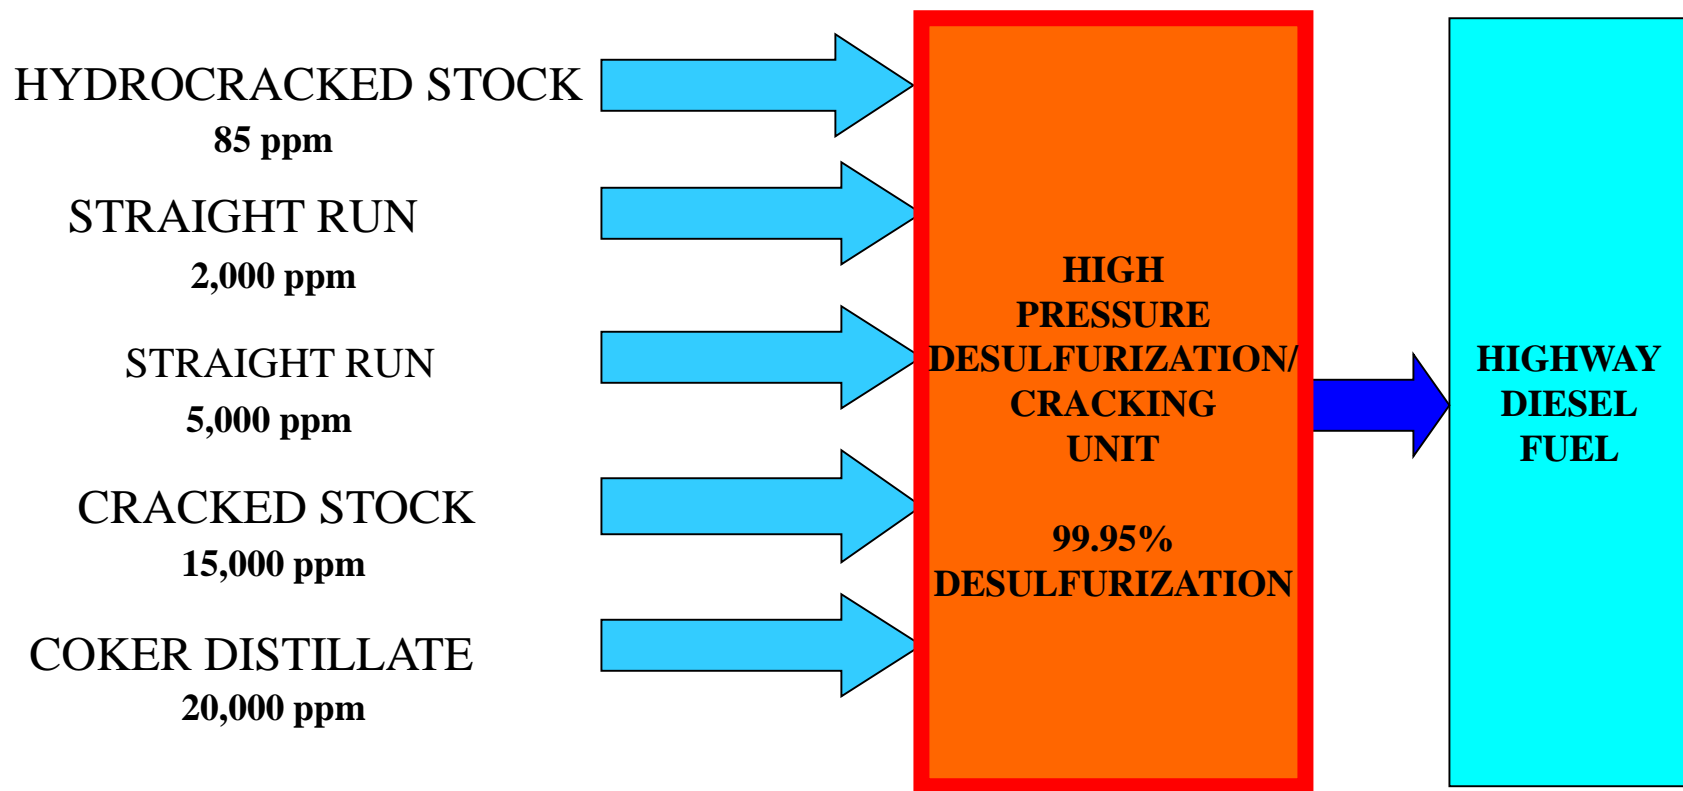 HYDROCRACKED STOCK
85 ppm
STRAIGHT RUN
2,000 ppm
STRAIGHT RUN
5,000 ppm
CRACKED STOCK
15,000 ppm
COKER DISTILLATE
20,000 ppm
HIGH
PRESSURE
DESULFURIZATION/
CRACKING
UNIT
99.95%
DESULFURIZATION
HIGHWAY
DIESEL
FUEL